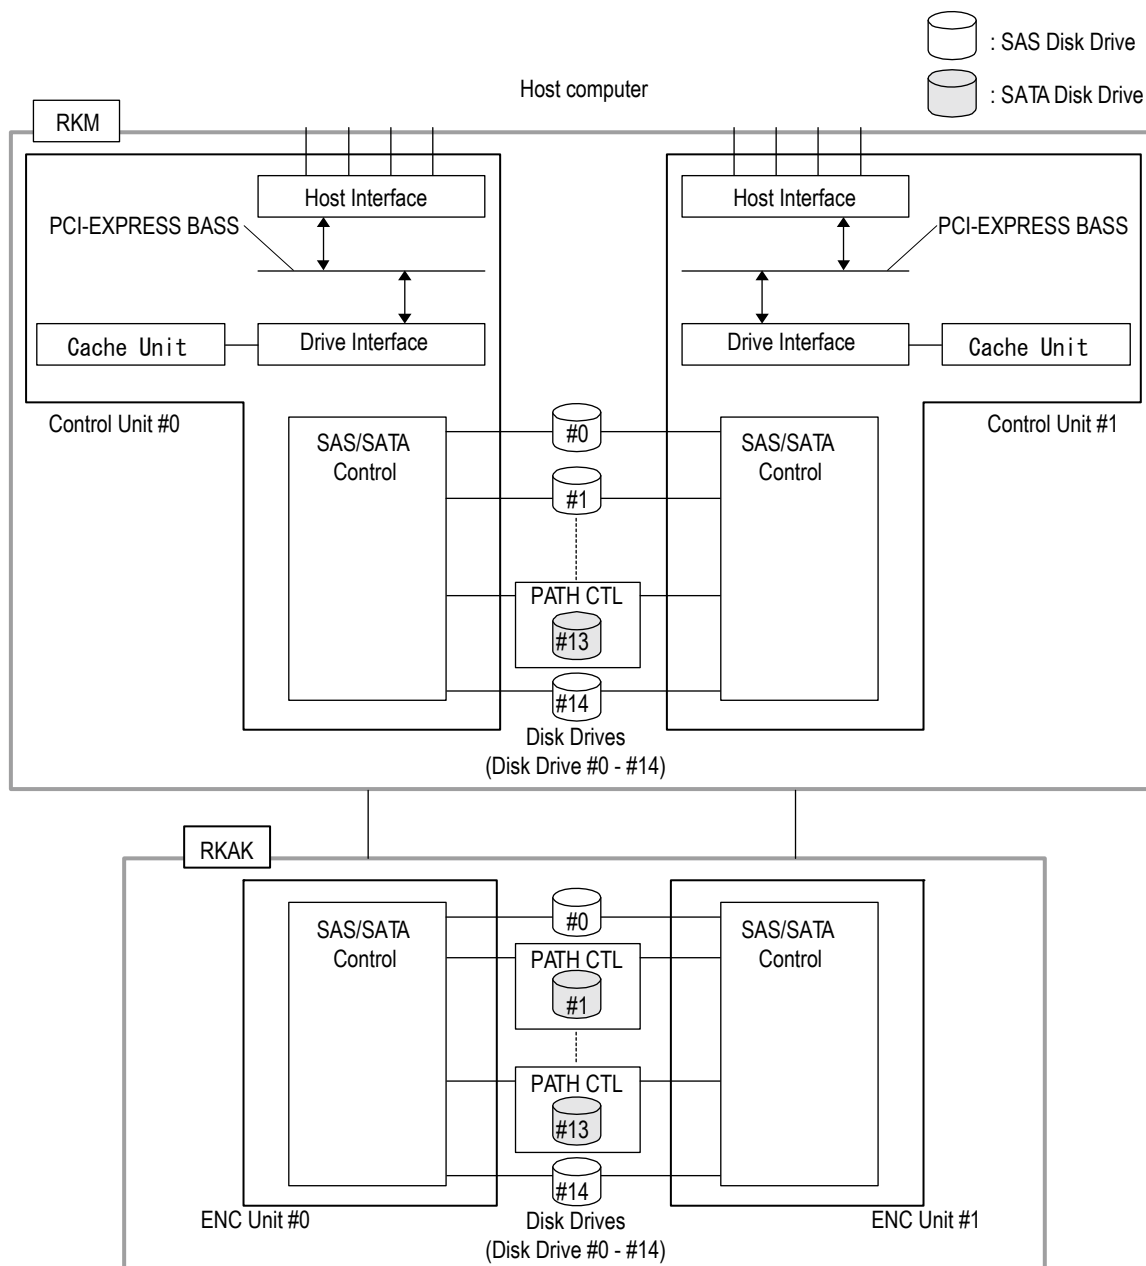 : SAS Disk Drive
: SATA Disk Drive
Host computer
RKM
Host Interface
Host Interface
PCI-EXPRESS BASS
PCI-EXPRESS BASS
Cache Unit
Drive Interface
Drive Interface
Cache Unit
Control Unit #0
Control Unit #1
SAS/SATA
Control
#0
SAS/SATA
Control
#1
PATH CTL
#13
#14
Disk Drives
(Disk Drive #0 - #14)
RKAK
SAS/SATA
Control
#0
SAS/SATA
Control
PATH CTL
#1
PATH CTL
#13
#14
ENC Unit #0
Disk Drives
(Disk Drive #0 - #14)
ENC Unit #1